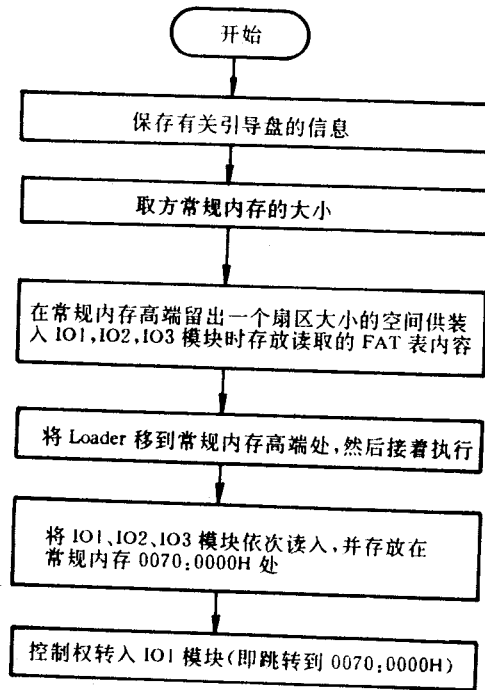 开始
保存有关引导盘的信息
取方常规内存的大小
在常规内存高端留出一个扇区大小的空间供装
入 IO1,IO2,IO3 模块时存放读取的 FAT 表内容
将 Loader 移到常规内存高端处,然后接着执行
将 IO1、IO2、IO3 模块依次读入,并存放在
常规内存 0070:0000H 处
控制权转入 IO1 模块(即跳转到 0070:0000H)